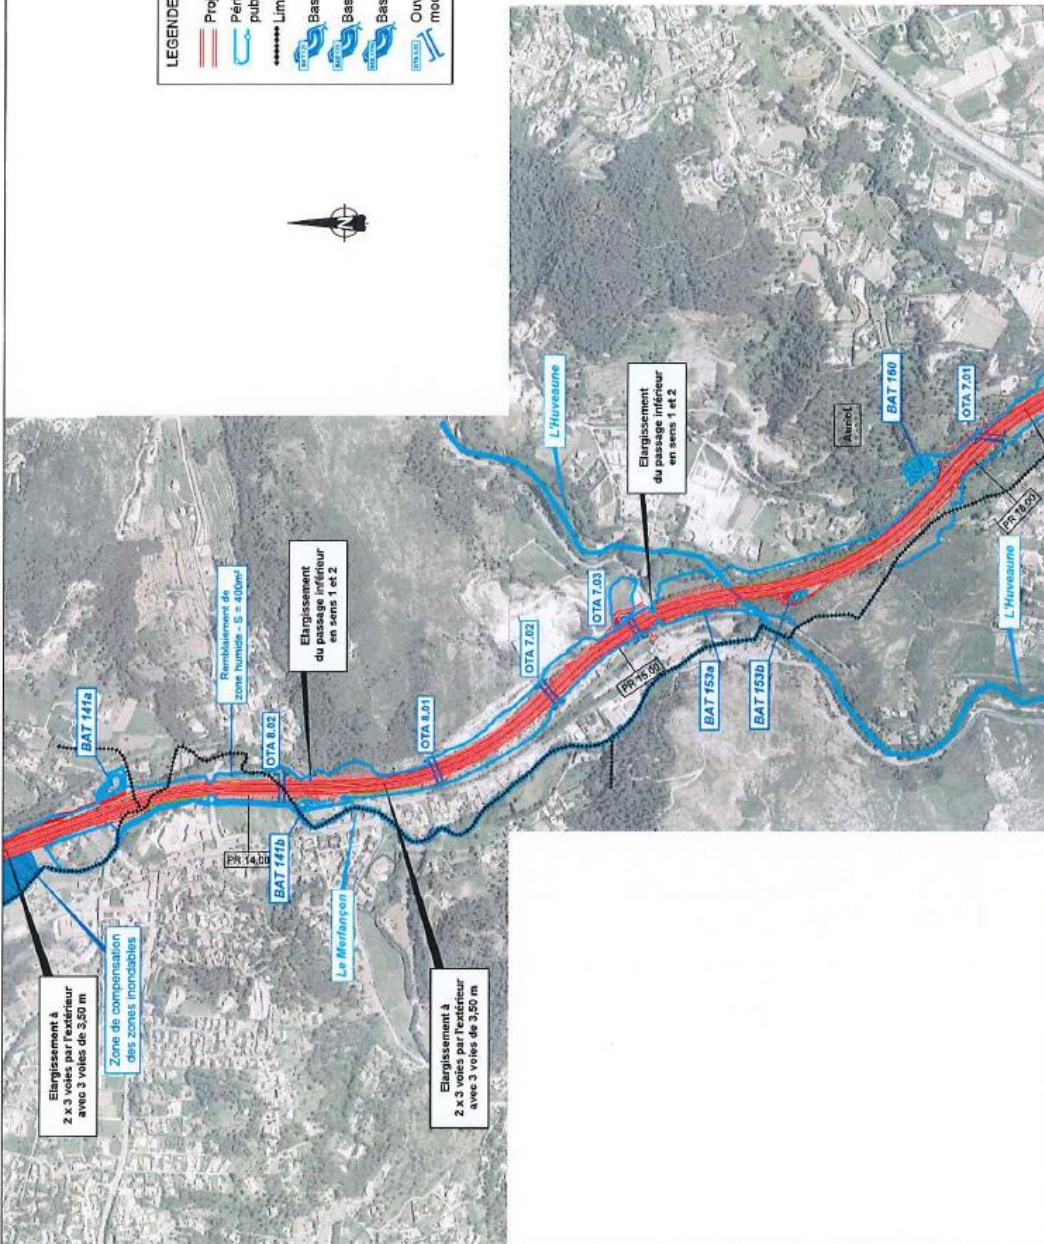 LEGENDE
Elargissement à
2 x 3 voies par l'extérieur
avec 3 voies de 3,50 m
Zone de compensation
des zones inondables
BAT 141a
Remblaiement de
zone humide - S = 400m²
PR 14.00
OTA 8.02
BAT 141b
Elargissement
du passage inférieur
en sens 1 et 2
Le Merlançon
OTA 8.01
Elargissement à
2 x 3 voies par l'extérieur
avec 3 voies de 3,50 m
N
OTA 7.02
L'Huveaune
OTA 7.03
PR 15.00
Elargissement
du passage inférieur
en sens 1 et 2
BAT 153a
BAT 153b
Auriol
BAT 160
OTA 7.01
PR 16.00
L'Huveaune